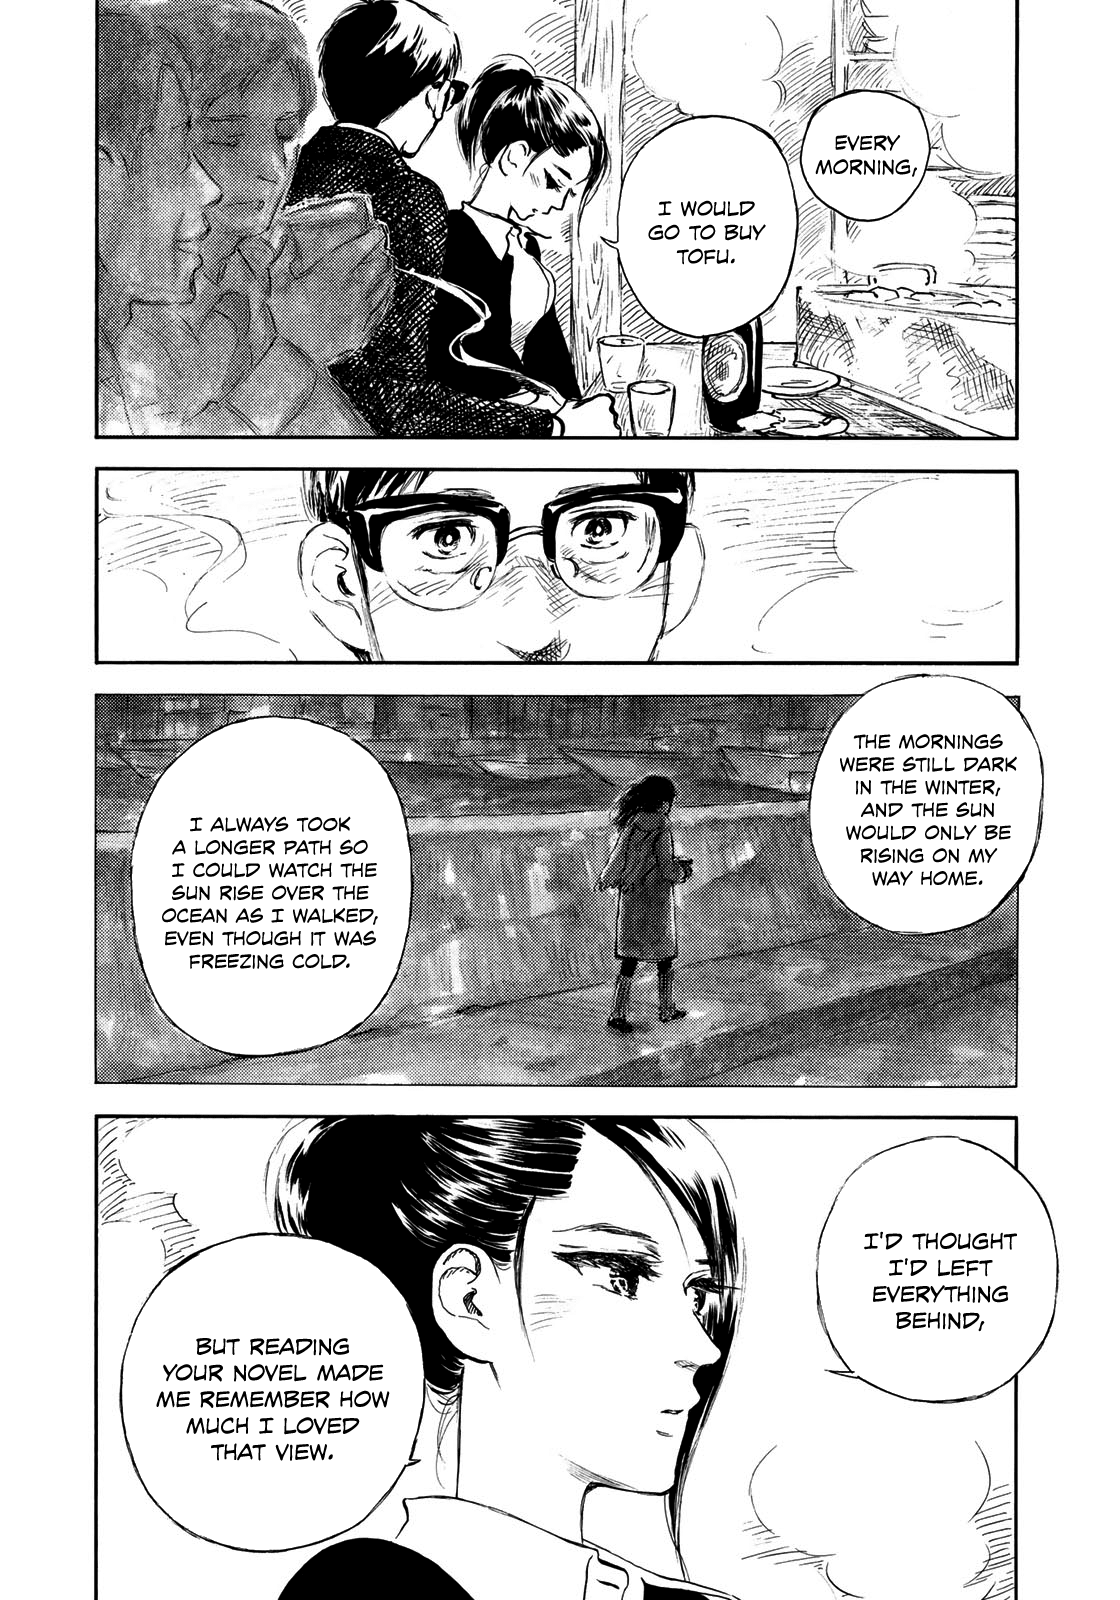 EVERY
MORNING,
I WOULD
GO TO BUY
TOFU.
THE MORNINGS
WERE STILL DARK
IN THE WINTER,
AND THE SUN
WOULD ONLY BE
RISING ON MY
WAY HOME.
I ALWAYS TOOK
A LONGER PATH SO
I COULD WATCH THE
SUN RISE OVER THE
OCEAN AS I WALKED,
EVEN THOUGH IT WAS
FREEZING COLD.
I'D THOUGHT
I'D LEFT
EVERYTHING
BEHIND,
BUT READING
YOUR NOVEL MADE
ME REMEMBER HOW
MUCH I LOVED
THAT VIEW.